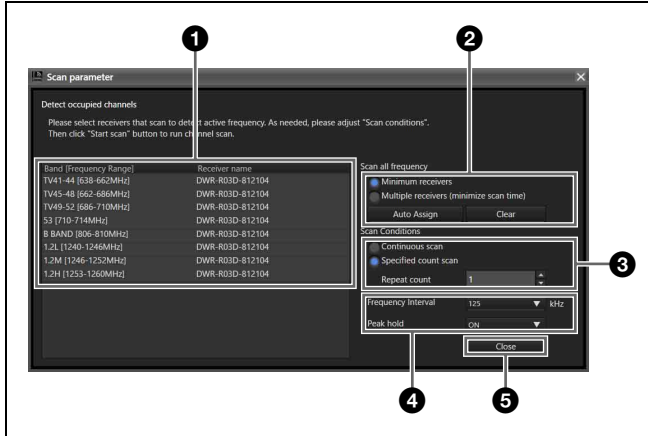 1
2
Scan parameter
Detect occupied channels
Please select receivers that scan to detect active frequency. As needed, please adjust "Scan conditions".
Then click "Start scan" button to run channel scan.
Band [Frequency Range] Receiver name
TV41-44 [638-662MHz] DWR-R03D-812104
TV45-48 [662-686MHz] DWR-R03D-812104
TV49-52 [686-710MHz] DWR-R03D-812104
53 [710-714MHz] DWR-R03D-812104
B BAND [806-810MHz] DWR-R03D-812104
1.2L [1240-1246MHz] DWR-R03D-812104
1.2M [1246-1252MHz] DWR-R03D-812104
1.2H [1253-1260MHz] DWR-R03D-812104
Scan all frequency
Minimum receivers
Multiple receivers (minimize scan time)
Auto Assign Clear
Scan Conditions
Continuous scan
Specified count scan
Repeat count 1
3
Frequency Interval 125 kHz
Peak hold ON
Close
4
5